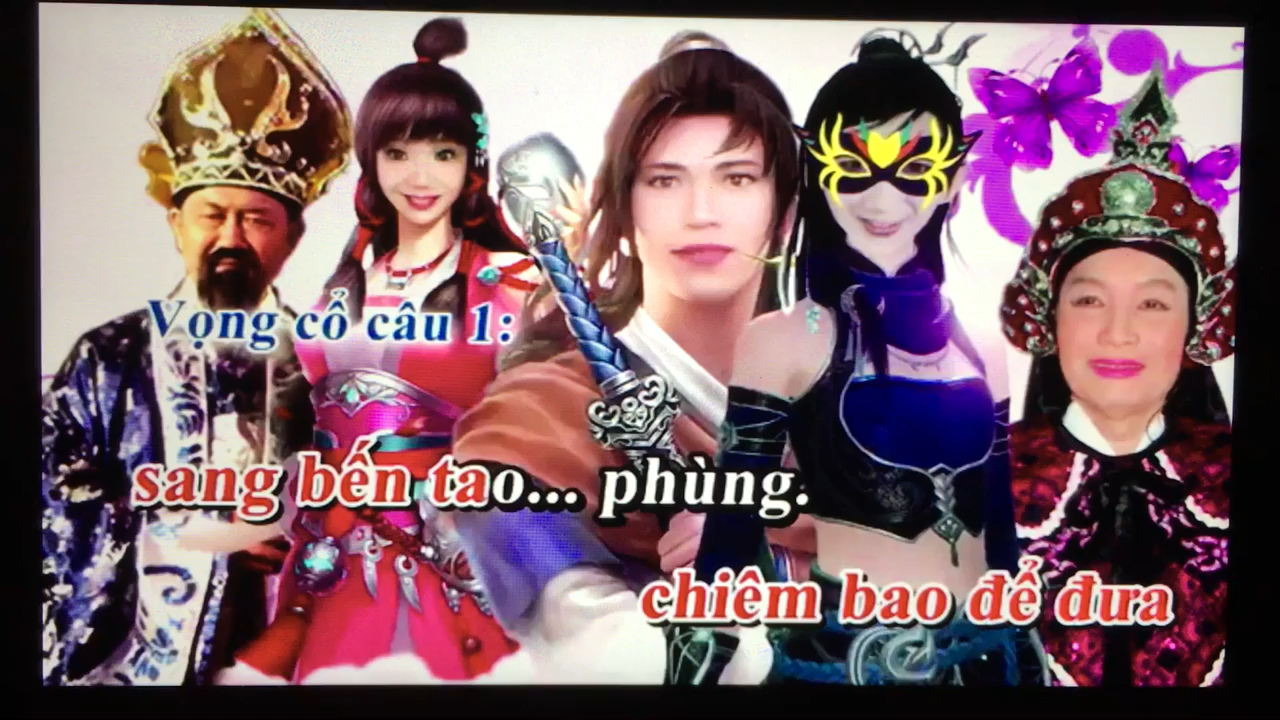 Vọng cổ câu 1:
sang bến tao... phùng.
chiêm bao để đưa